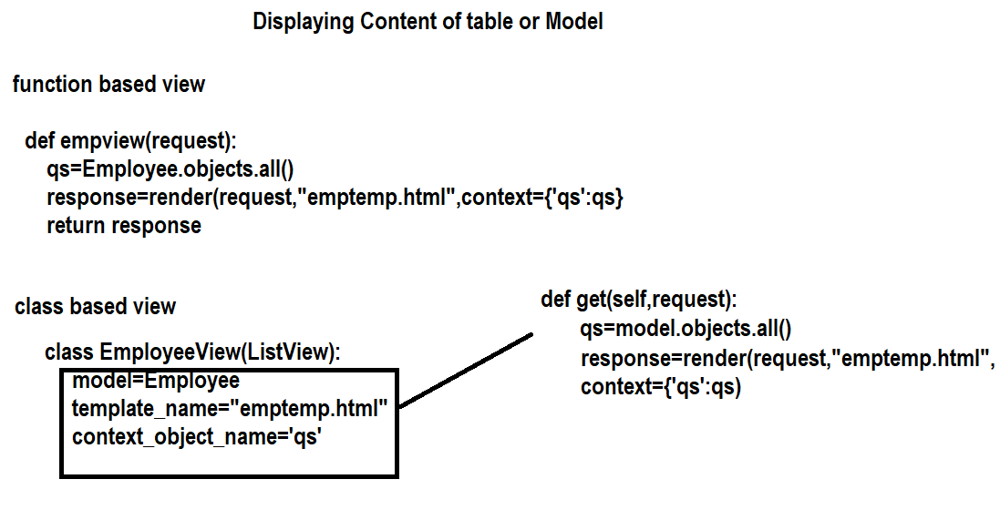 Displaying Content of table or Model
function based view
def empview(request):
qs=Employee.objects.all()
response=render(request,"emptemp.html",context={'qs':qs}
return response
class based view
class EmployeeView(ListView):
model=Employee
template_name="emptemp.html"
context_object_name='qs'
def get(self,request):
qs=model.objects.all()
response=render(request,"emptemp.html",
context={'qs':qs)